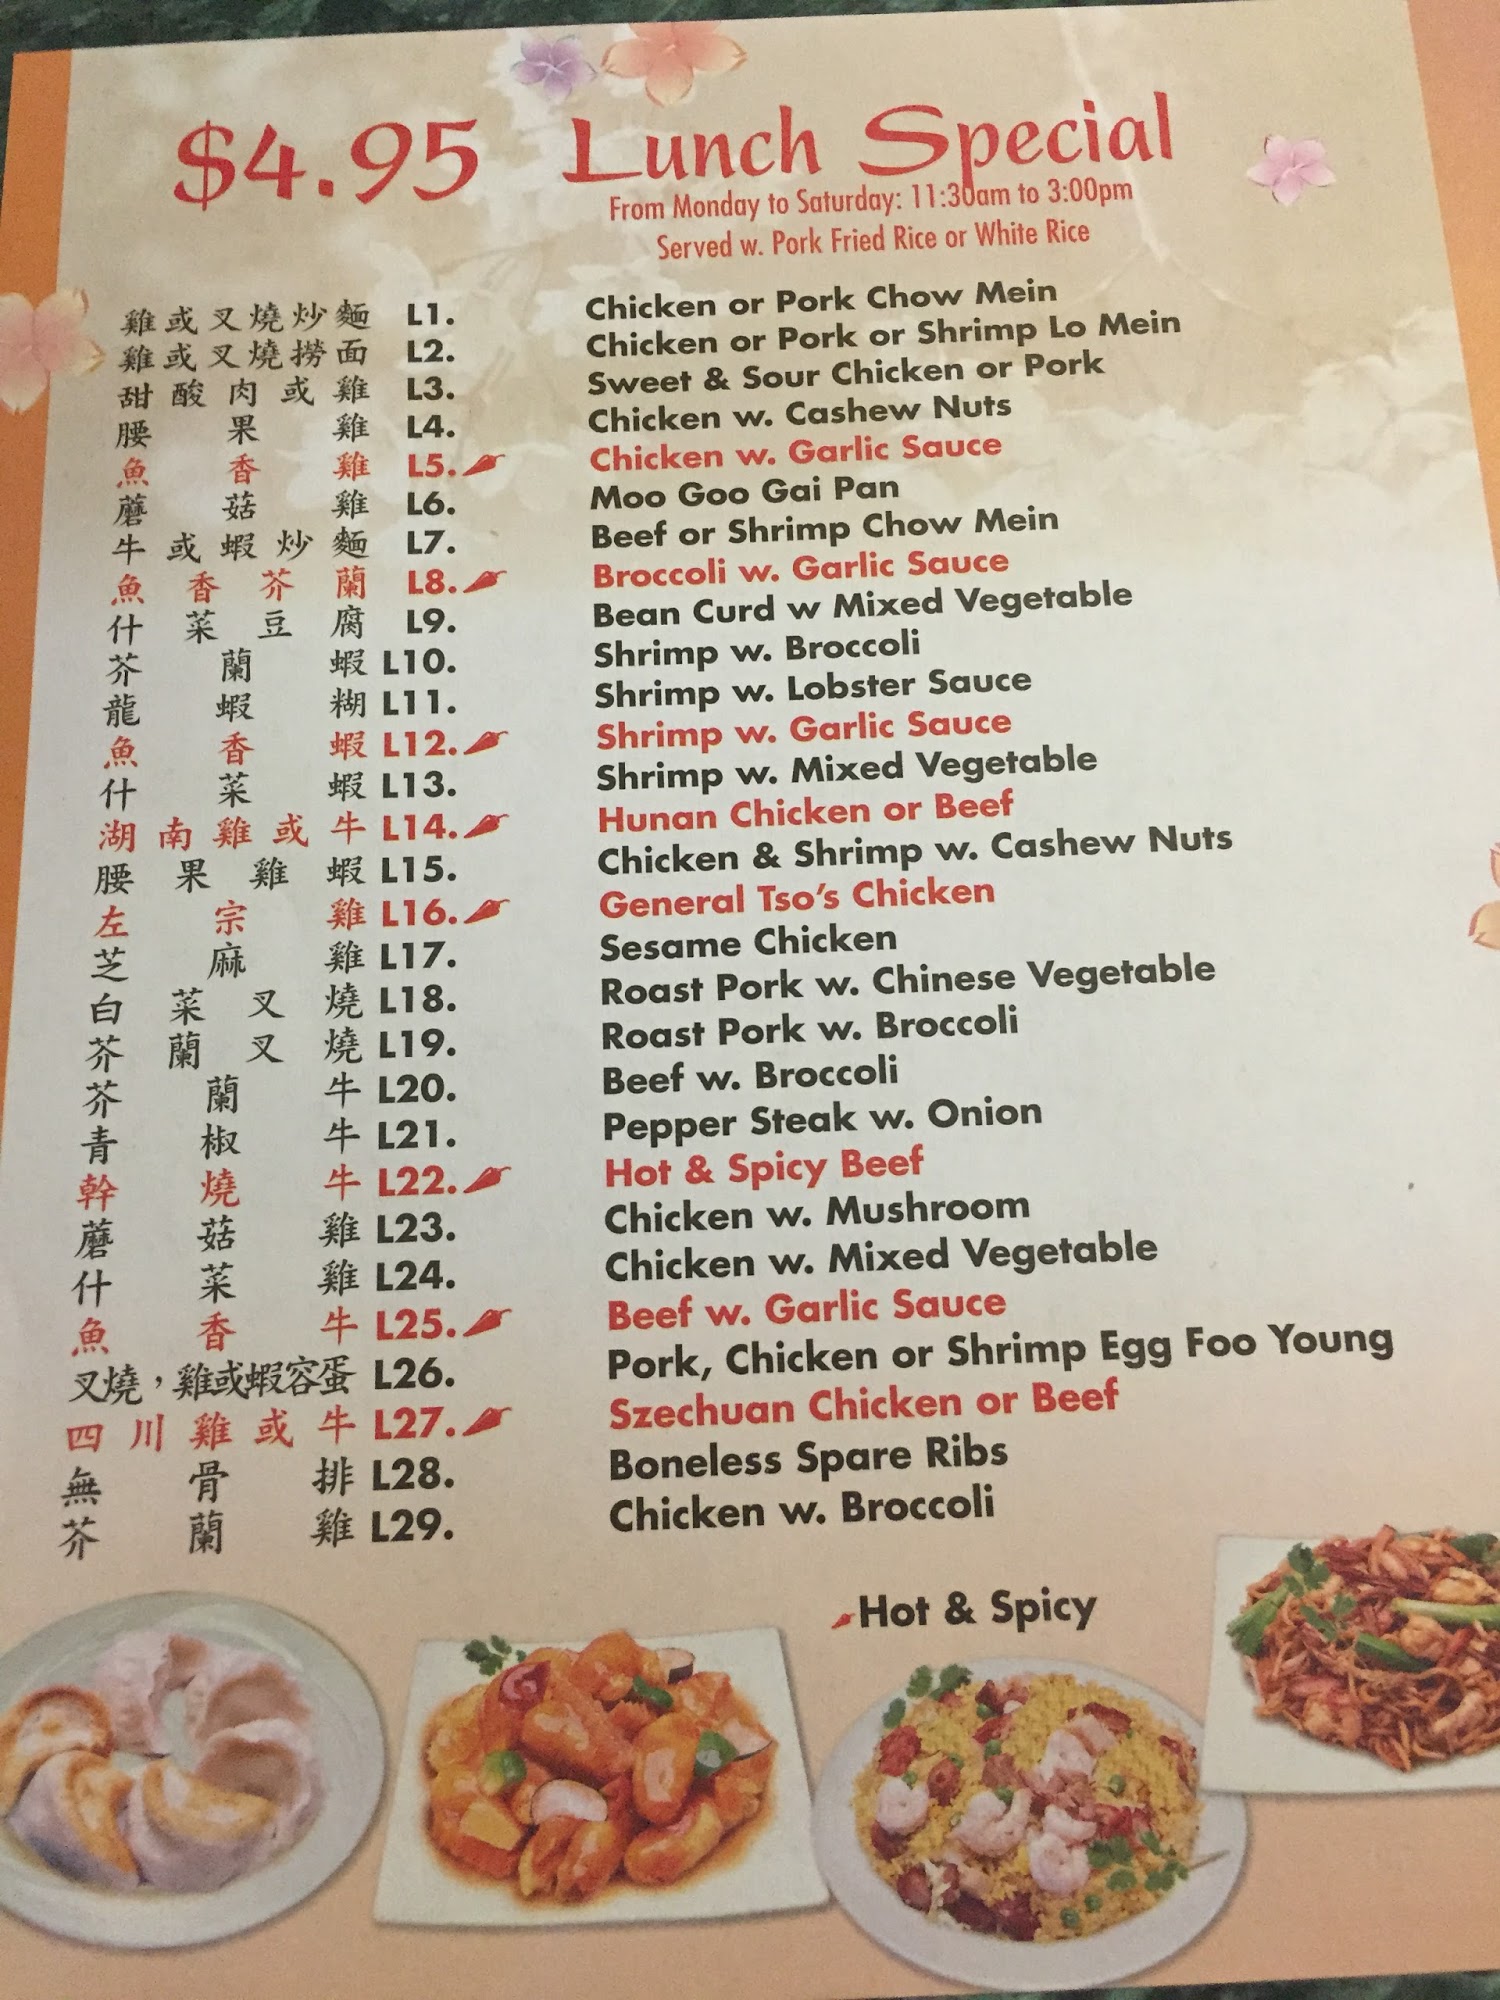 $4.95 Lunch Special
From Monday to Saturday: 11:30am to 3:00pm
Served w. Pork Fried Rice or White Rice
雞或叉燒炒麵 L1. Chicken or Pork Chow Mein
雞或叉燒撈面 L2. Chicken or Pork or Shrimp Lo Mein
甜酸肉或雞 L3. Sweet & Sour Chicken or Pork
腰果雞 L4. Chicken w. Cashew Nuts
魚香雞 L5. Chicken w. Garlic Sauce
蘑菇雞 L6. Moo Goo Gai Pan
牛或蝦炒麵 L7. Beef or Shrimp Chow Mein
魚香芥蘭 L8. Broccoli w. Garlic Sauce
什菜豆腐 L9. Bean Curd w Mixed Vegetable
芥蘭蝦 L10. Shrimp w. Broccoli
龍蝦糊 L11. Shrimp w. Lobster Sauce
魚香蝦 L12. Shrimp w. Garlic Sauce
什菜蝦 L13. Shrimp w. Mixed Vegetable
湖南雞或牛 L14. Hunan Chicken or Beef
腰果雞蝦 L15. Chicken & Shrimp w. Cashew Nuts
左宗雞 L16. General Tso's Chicken
芝麻雞 L17. Sesame Chicken
白菜叉燒 L18. Roast Pork w. Chinese Vegetable
芥蘭叉燒 L19. Roast Pork w. Broccoli
芥蘭牛 L20. Beef w. Broccoli
青椒牛 L21. Pepper Steak w. Onion
幹燒牛 L22. Hot & Spicy Beef
蘑菇雞 L23. Chicken w. Mushroom
什菜雞 L24. Chicken w. Mixed Vegetable
魚香牛 L25. Beef w. Garlic Sauce
叉燒，雞或蝦容蛋 L26. Pork, Chicken or Shrimp Egg Foo Young
四川雞或牛 L27. Szechuan Chicken or Beef
無骨排 L28. Boneless Spare Ribs
芥蘭雞 L29. Chicken w. Broccoli
Hot & Spicy